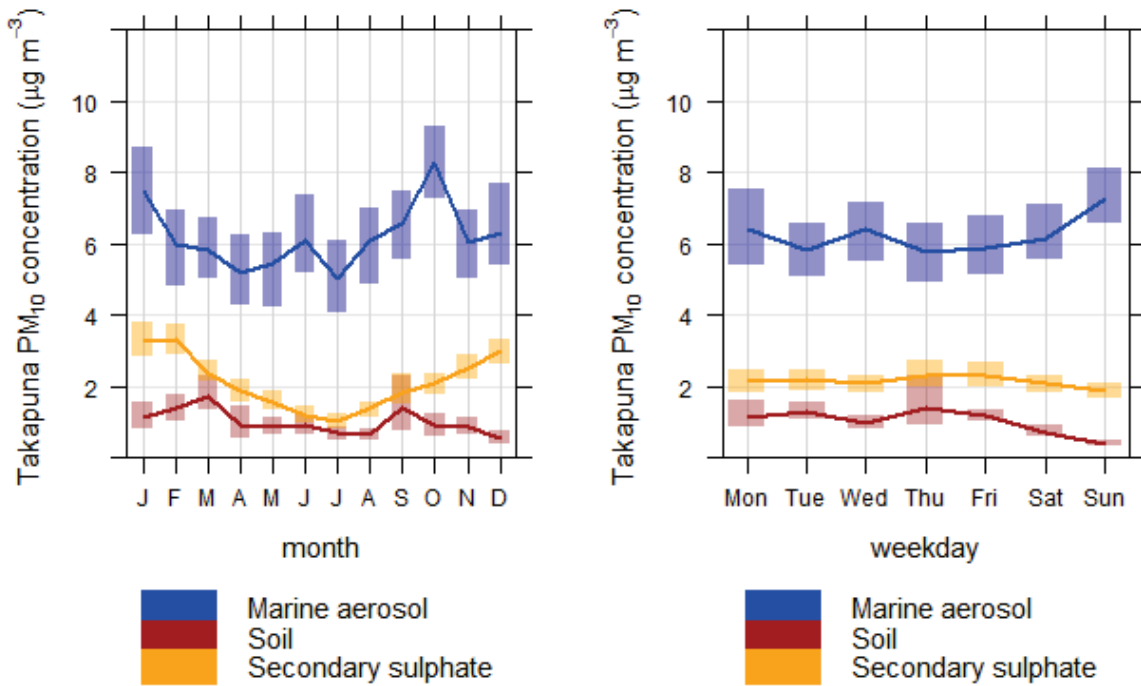 Takapuna PM₁₀ concentration (µg m⁻³)
10
8
6
4
2
J F M A M J J A S O N D
month
Marine aerosol
Soil
Secondary sulphate
Takapuna PM₁₀ concentration (µg m⁻³)
10
8
6
4
2
Mon Tue Wed Thu Fri Sat Sun
weekday
Marine aerosol
Soil
Secondary sulphate